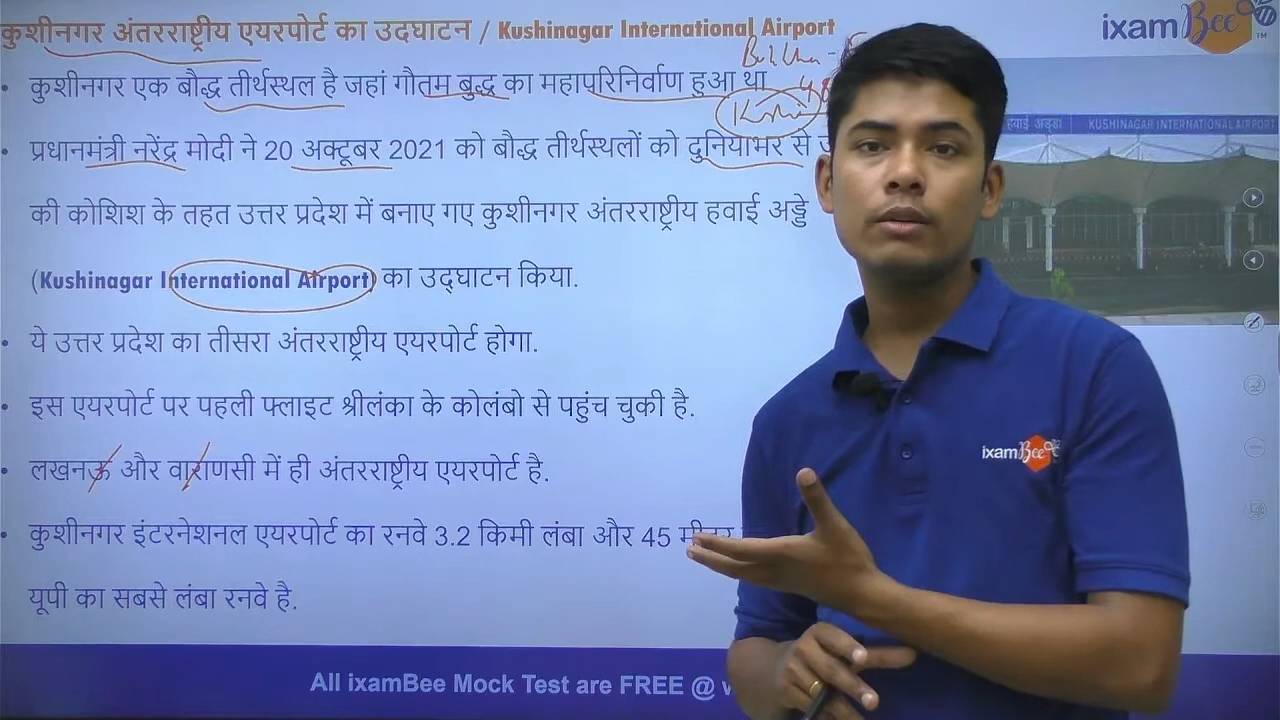 कुशीनगर अंतरराष्ट्रीय एयरपोर्ट का उदघाटन / Kushinagar International Airport
ixamBee
TM
• कुशीनगर एक बौद्ध तीर्थस्थल है जहां गौतम बुद्ध का महापरिनिर्वाण हुआ था
हवाई अड्डा KUSHINAGAR INTERNATIONAL AIRPORT
• प्रधानमंत्री नरेंद्र मोदी ने 20 अक्टूबर 2021 को बौद्ध तीर्थस्थलों को दुनियाभर से
की कोशिश के तहत उत्तर प्रदेश में बनाए गए कुशीनगर अंतरराष्ट्रीय हवाई अड्डे
(Kushinagar International Airport) का उद्घाटन किया.
• ये उत्तर प्रदेश का तीसरा अंतरराष्ट्रीय एयरपोर्ट होगा.
• इस एयरपोर्ट पर पहली फ्लाइट श्रीलंका के कोलंबो से पहुंच चुकी है.
ixamBee
• लखनऊ और वाराणसी में ही अंतरराष्ट्रीय एयरपोर्ट है.
• कुशीनगर इंटरनेशनल एयरपोर्ट का रनवे 3.2 किमी लंबा और 45 मीटर
यूपी का सबसे लंबा रनवे है.
All ixamBee Mock Test are FREE @